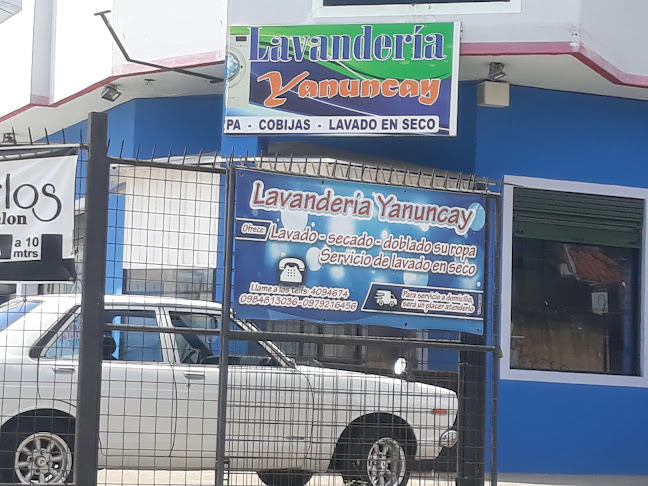 Lavandería
Yanuncay
PA - COBIJAS - LAVADO EN SECO
los
lon
a 10
mtrs
Lavandería Yanuncay
Ofrece:
Lavado - secado - doblado su ropa
Servicio de lavado en seco
Llame a los telfs: 4094674
0984813036-0979216456
Para servicio a domicilio,
será un placer atenderlo